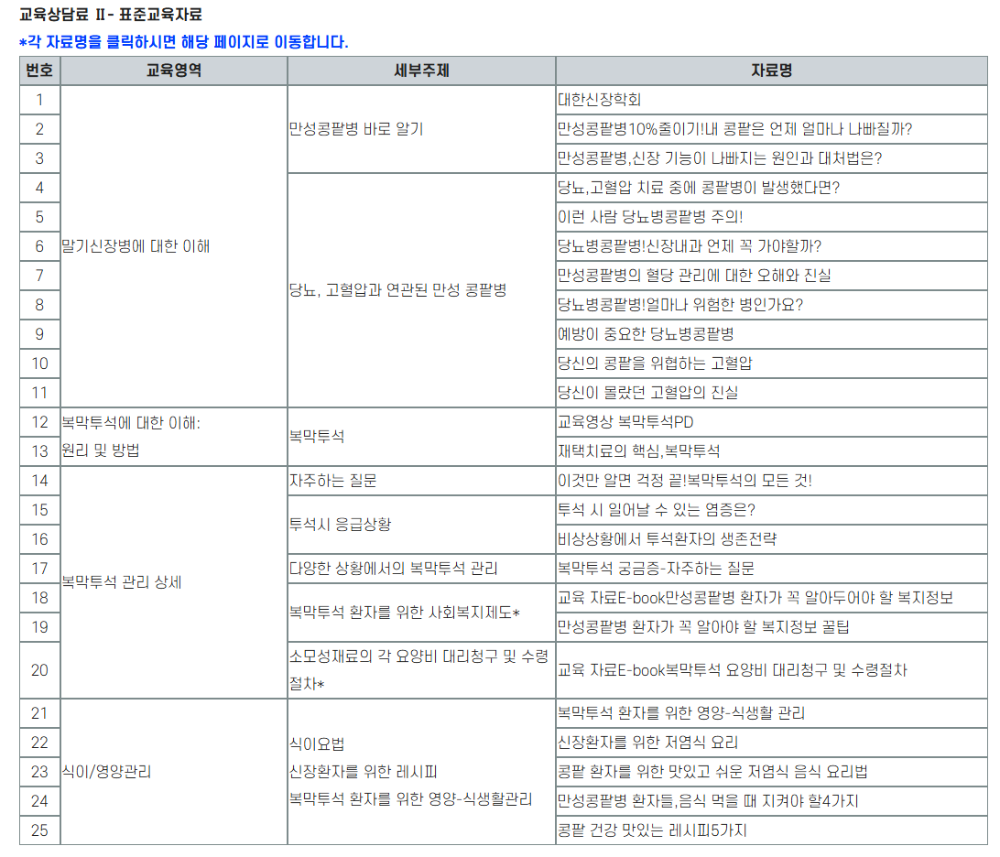 교육상담료 Ⅱ- 표준교육자료
*각 자료명을 클릭하시면 해당 페이지로 이동합니다.
번호 교육영역 세부주제 자료명
1 말기신장병에 대한 이해 만성콩팥병 바로 알기 대한신장학회
2 만성콩팥병10%줄이기!내 콩팥은 언제 얼마나 나빠질까?
3 만성콩팥병,신장 기능이 나빠지는 원인과 대처법은?
4 당뇨, 고혈압과 연관된 만성 콩팥병 당뇨,고혈압 치료 중에 콩팥병이 발생했다면?
5 이런 사람 당뇨병콩팥병 주의!
6 당뇨병콩팥병!신장내과 언제 꼭 가야할까?
7 만성콩팥병의 혈당 관리에 대한 오해와 진실
8 당뇨병콩팥병!얼마나 위험한 병인가요?
9 예방이 중요한 당뇨병콩팥병
10 당신의 콩팥을 위협하는 고혈압
11 당신이 몰랐던 고혈압의 진실
12 복막투석에 대한 이해: 복막투석 교육영상 복막투석PD
13 원리 및 방법 재택치료의 핵심,복막투석
14 복막투석 관리 상세 자주하는 질문 이것만 알면 걱정 끝!복막투석의 모든 것!
15 투석시 응급상황 투석 시 일어날 수 있는 염증은?
16 비상상황에서 투석환자의 생존전략
17 다양한 상황에서의 복막투석 관리 복막투석 궁금증-자주하는 질문
18 복막투석 환자를 위한 사회복지제도* 교육 자료E-book만성콩팥병 환자가 꼭 알아두어야 할 복지정보
19 만성콩팥병 환자가 꼭 알아야 할 복지정보 꿀팁
20 소모성재료의 각 요양비 대리청구 및 수령 교육 자료E-book복막투석 요양비 대리청구 및 수령절차
절차*
21 식이/영양관리 복막투석 환자를 위한 영양-식생활 관리
22 식이요법 신장환자를 위한 저염식 요리
23 신장환자를 위한 레시피 콩팥 환자를 위한 맛있고 쉬운 저염식 음식 요리법
24 복막투석 환자를 위한 영양-식생활관리 만성콩팥병 환자들,음식 먹을 때 지켜야 할4가지
25 콩팥 건강 맛있는 레시피5가지